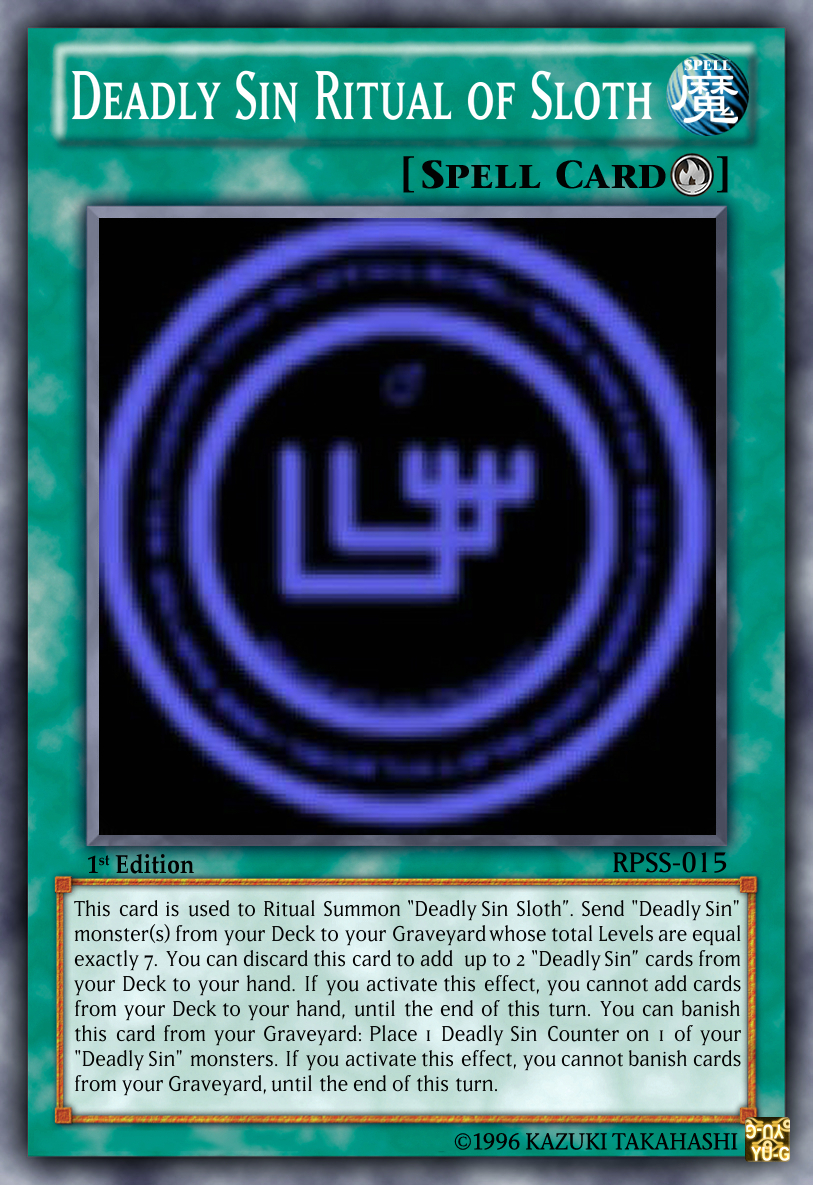 Deadly Sin Ritual of Sloth
SPELL
魔
[Spell Card]
1st Edition
RPSS-015
This card is used to Ritual Summon "Deadly Sin Sloth". Send "Deadly Sin"
monster(s) from your Deck to your Graveyard whose total Levels are equal
exactly 7. You can discard this card to add up to 2 "Deadly Sin" cards from
your Deck to your hand. If you activate this effect, you cannot add cards
from your Deck to your hand, until the end of this turn. You can banish
this card from your Graveyard: Place 1 Deadly Sin Counter on 1 of your
"Deadly Sin" monsters. If you activate this effect, you cannot banish cards
from your Graveyard, until the end of this turn.
©1996 KAZUKI TAKAHASHI